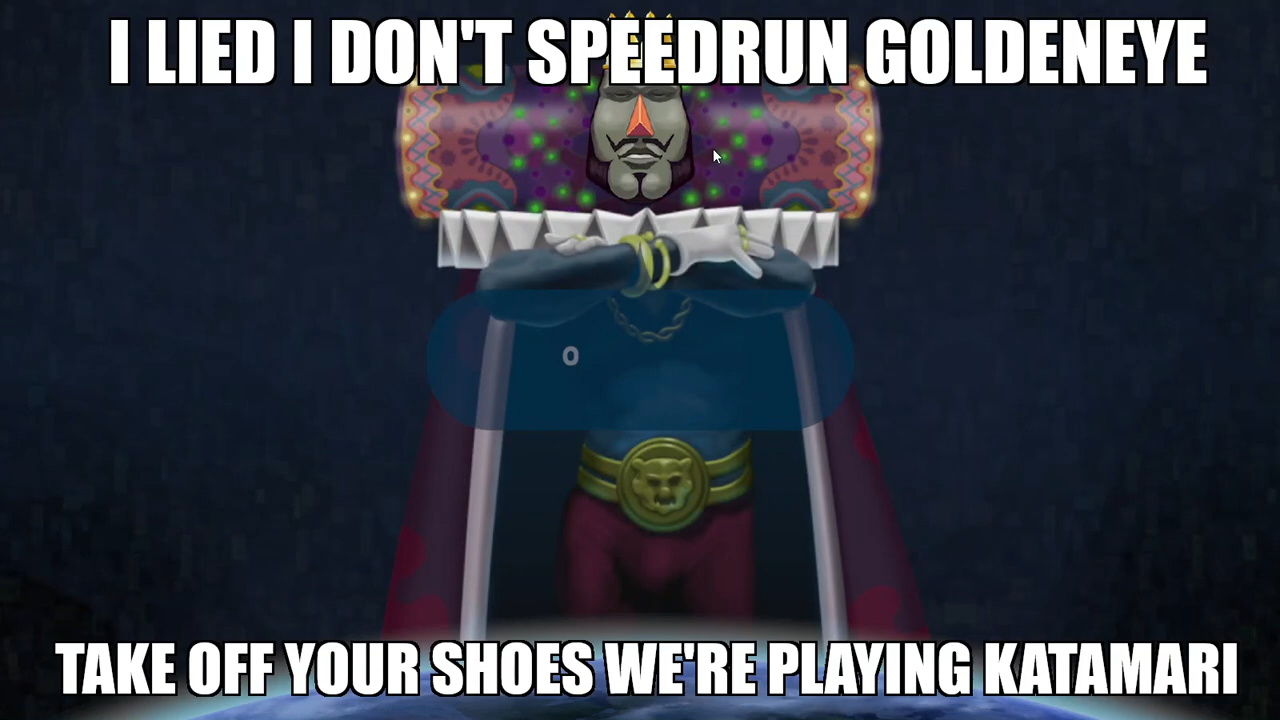 I LIED I DON'T SPEEDRUN GOLDENEYE
o
TAKE OFF YOUR SHOES WE'RE PLAYING KATAMARI